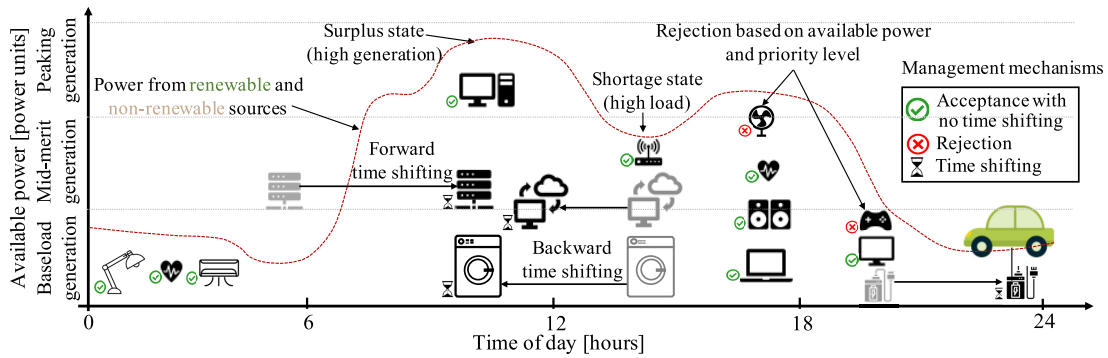 Available power [power units]
Peaking
generation
Mid-merit
generation
Baseload
generation
Surplus state
(high generation)
Power from renewable and
non-renewable sources
Forward
time shifting
Shortage state
(high load)
Backward
time shifting
Rejection based on available power
and priority level
Management mechanisms
Acceptance with
no time shifting
Rejection
Time shifting
0
6
12
18
24
Time of day [hours]